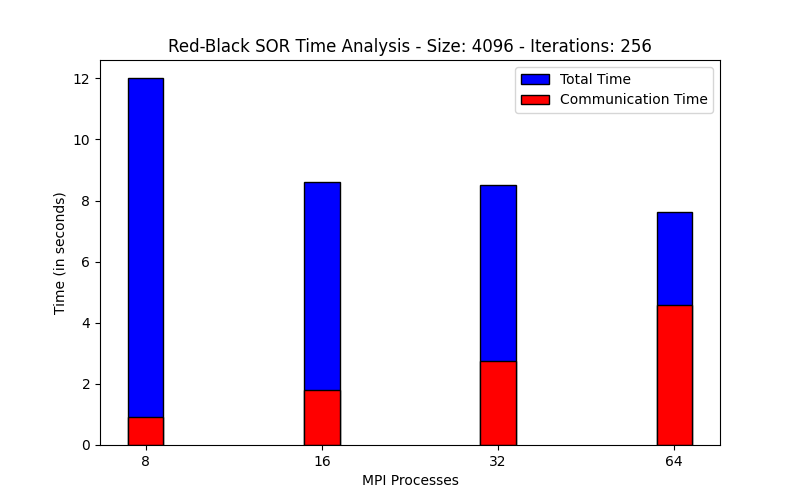 Red-Black SOR Time Analysis - Size: 4096 - Iterations: 256
Total Time
Communication Time
12
10
8
6
4
2
0
Time (in seconds)
8 16 32 64
MPI Processes